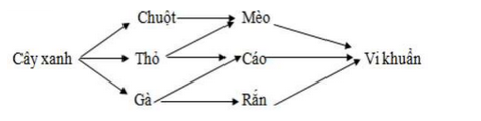 Chuột Mèo
Cây xanh Thỏ Cáo Vi khuẩn
Gà Rắn